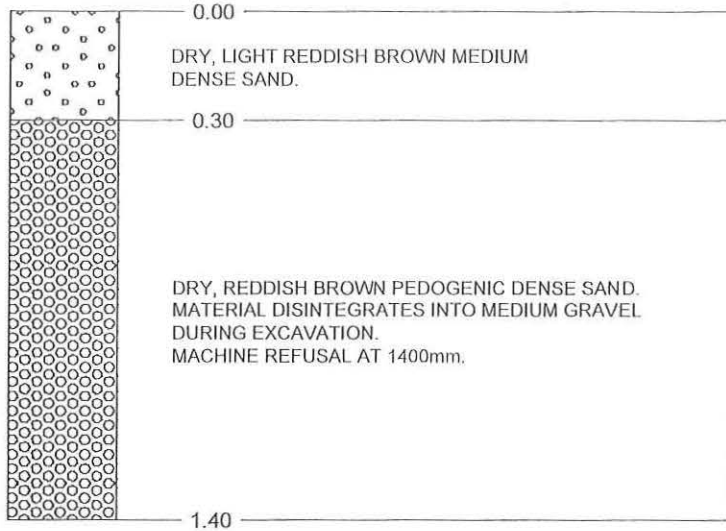 0.00
DRY, LIGHT REDDISH BROWN MEDIUM
DENSE SAND.
0.30
DRY, REDDISH BROWN PEDOGENIC DENSE SAND.
MATERIAL DISINTEGRATES INTO MEDIUM GRAVEL
DURING EXCAVATION.
MACHINE REFUSAL AT 1400mm.
1.40